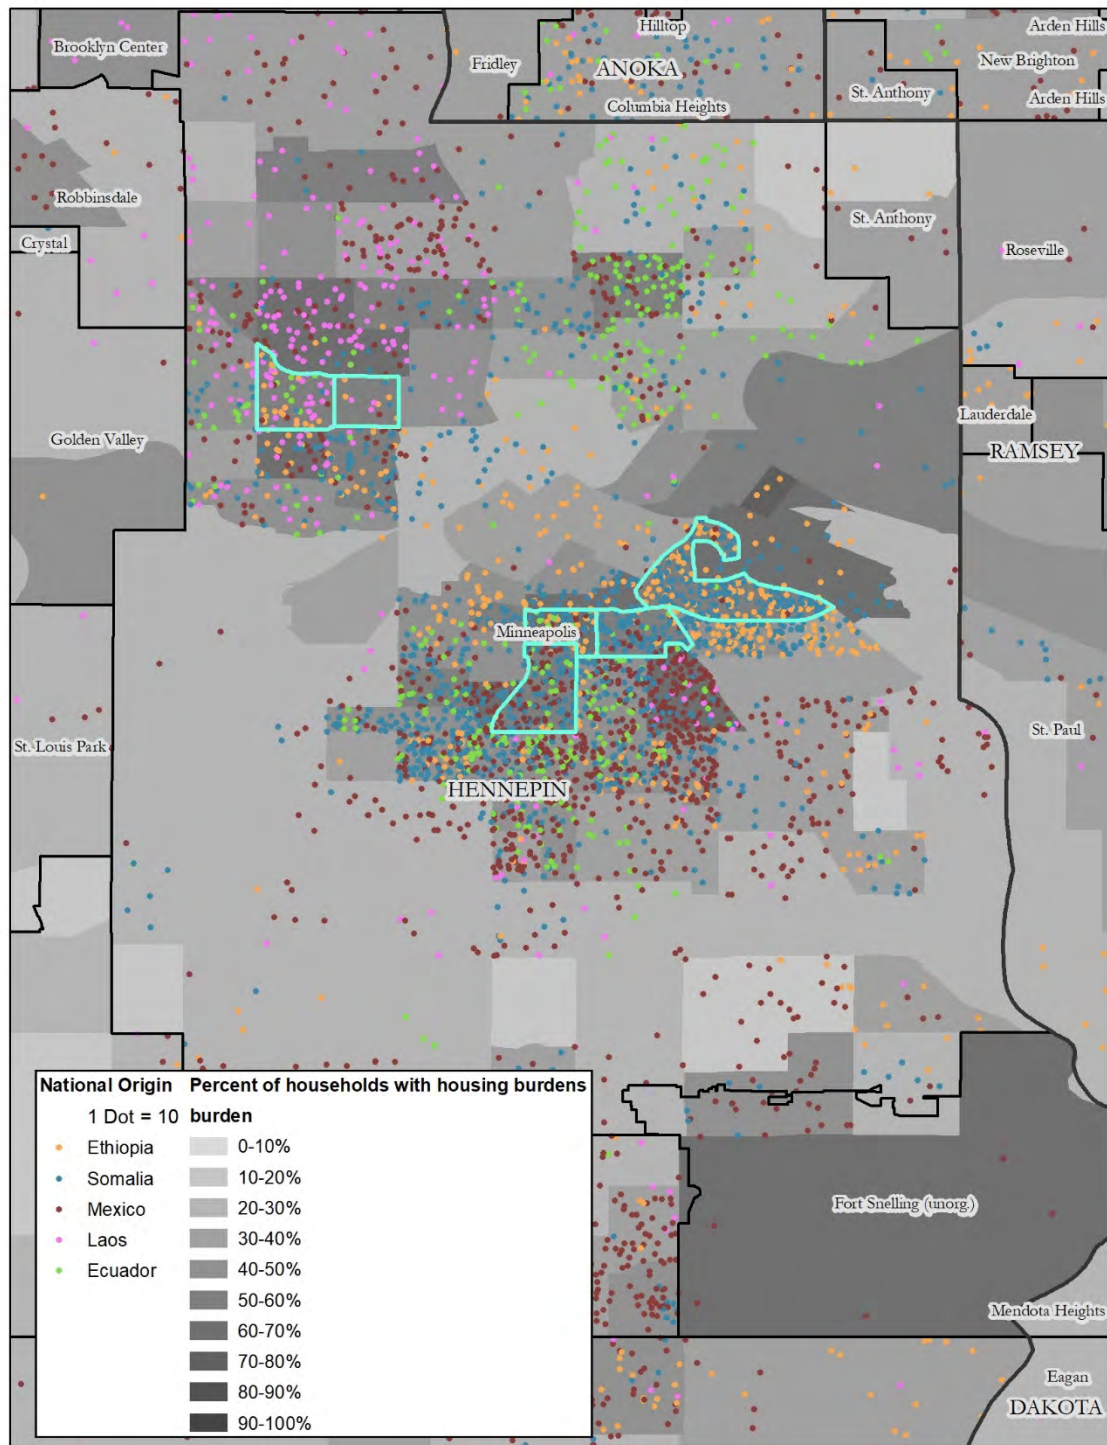 Hilltop
Arden Hills
Brooklyn Center
Fridley
ANOKA
New Brighton
St. Anthony
Arden Hills
Columbia Heights
Robbinsdale
St. Anthony
Crystal
Roseville
Lauderdale
Golden Valley
RAMSEY
Minneapolis
St. Louis Park
St. Paul
HENNEPIN
National Origin Percent of households with housing burdens
1 Dot = 10 burden
Ethiopia 0-10%
Somalia 10-20%
Mexico 20-30%
Laos 30-40%
Ecuador 40-50%
50-60%
60-70%
70-80%
80-90%
90-100%
Fort Snelling (unorg.)
Mendota Heights
Eagan
DAKOTA